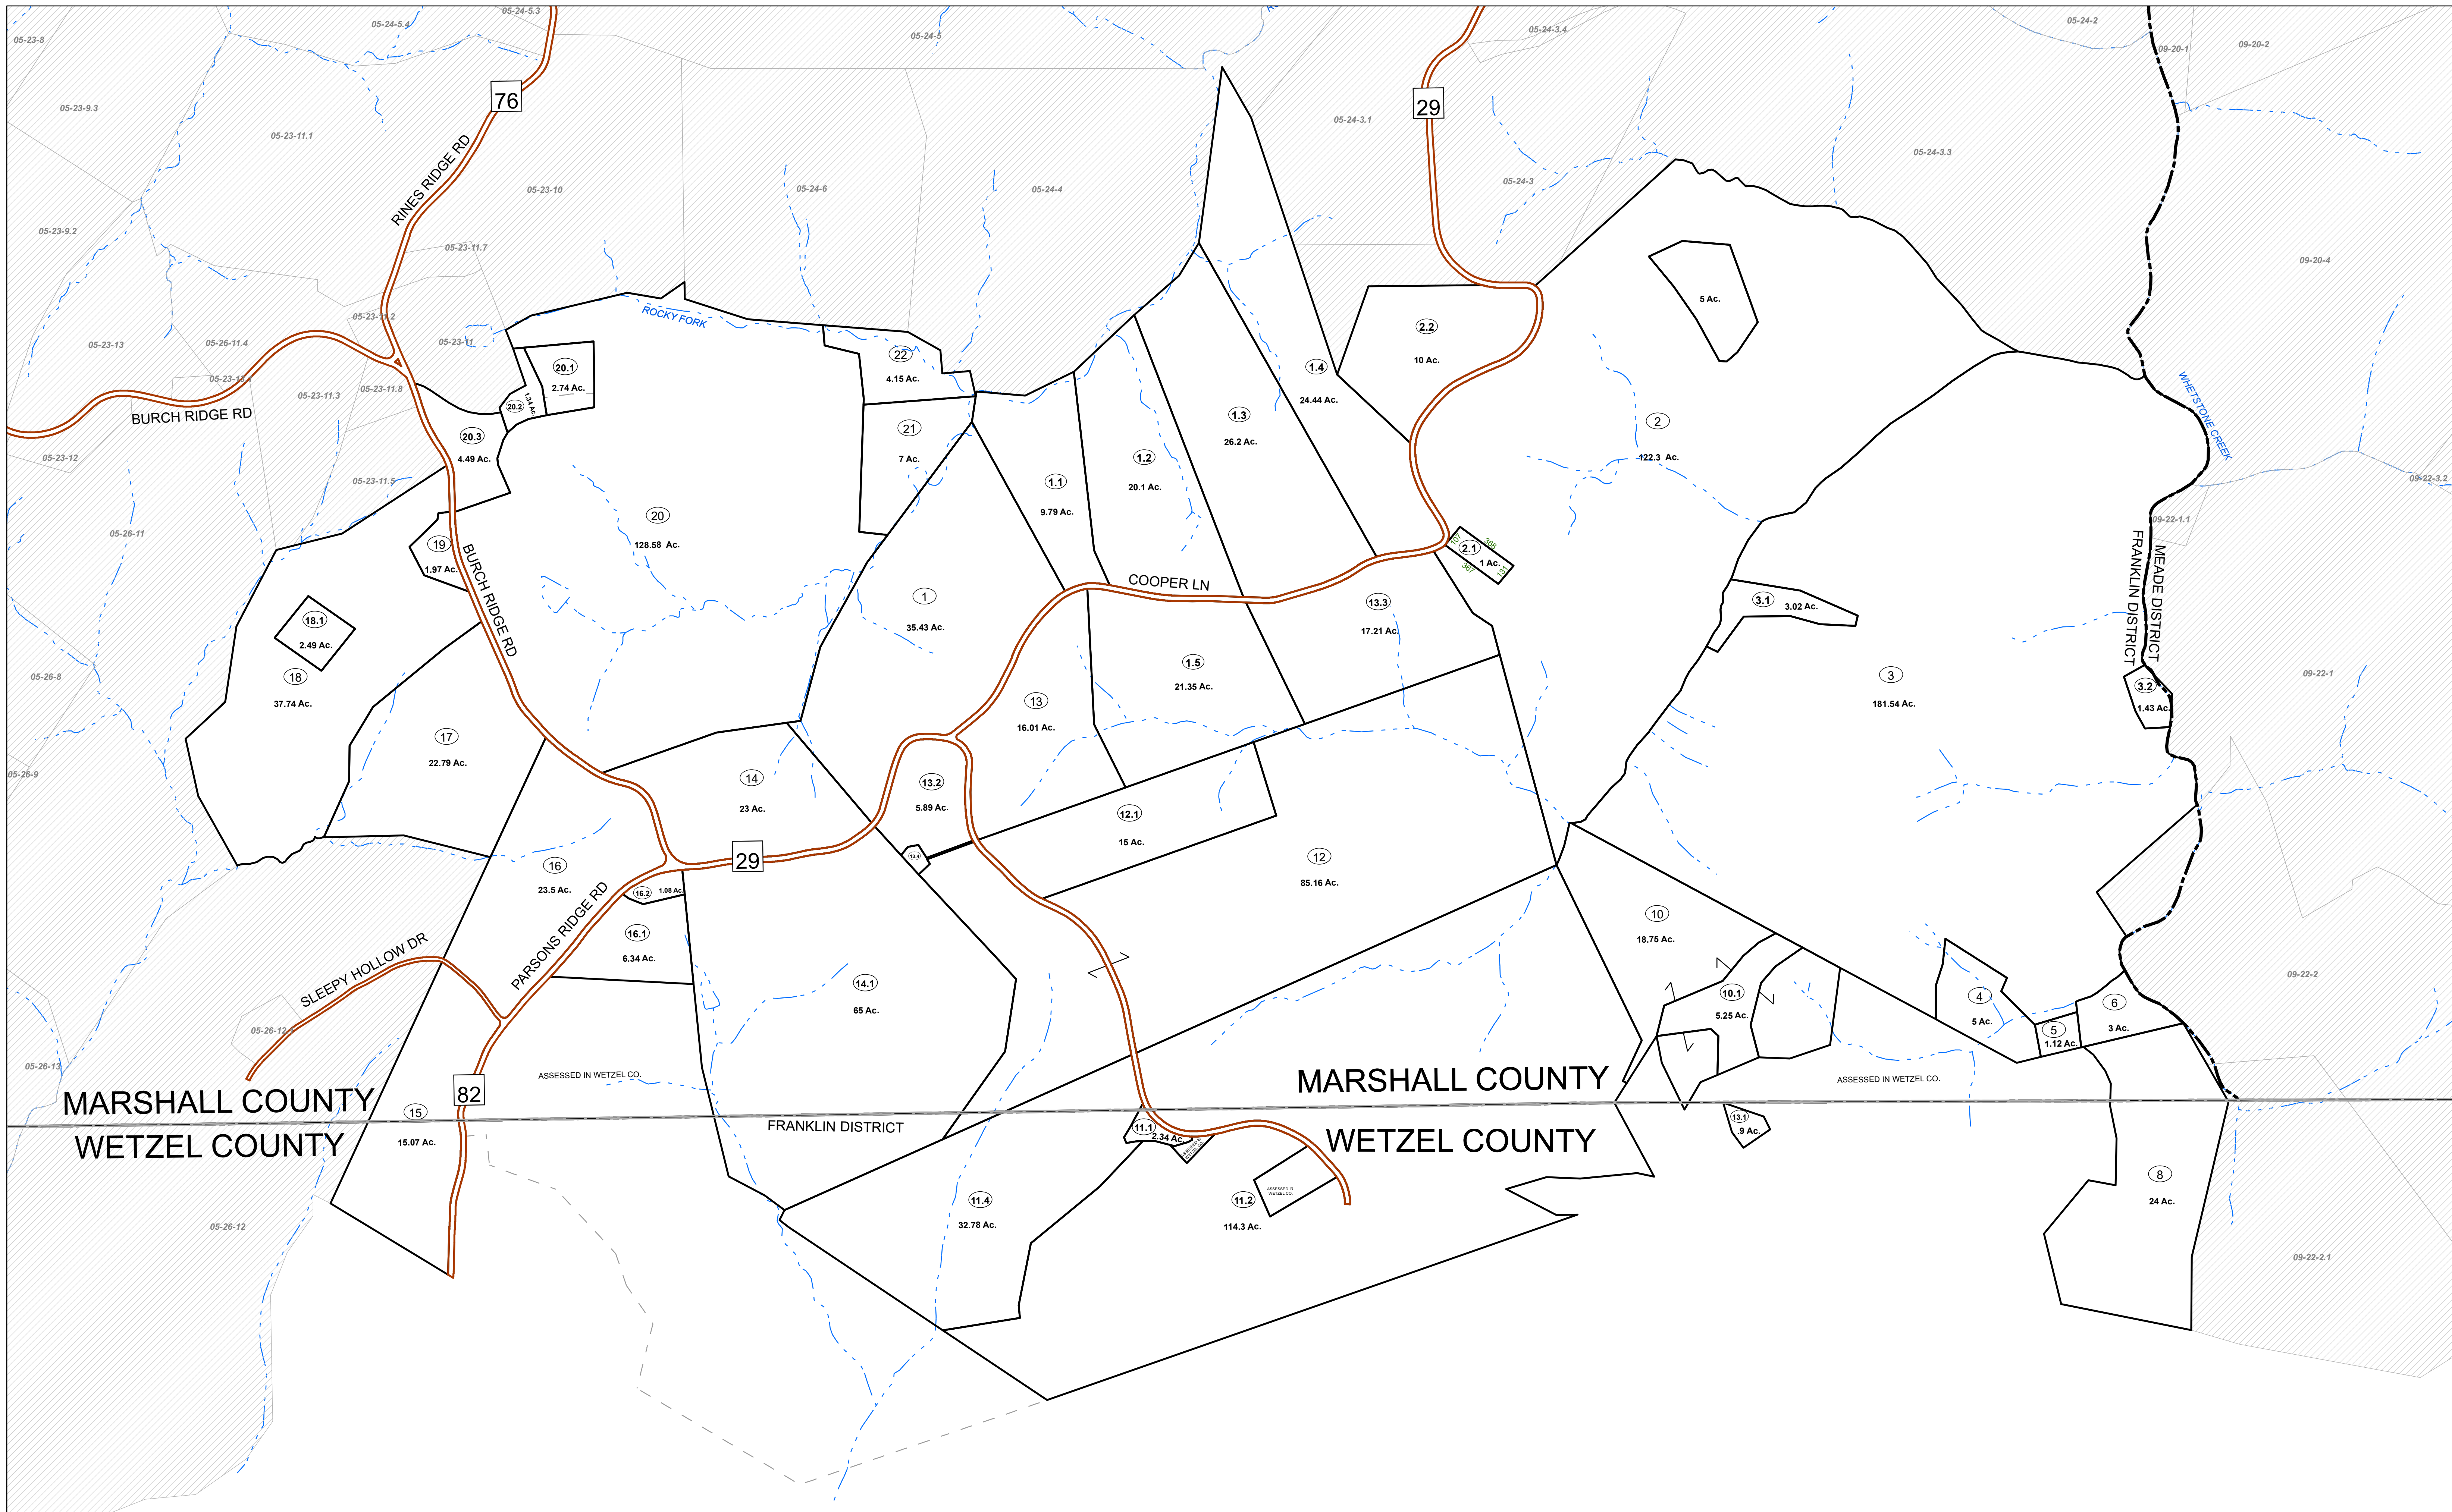 05-24-5.3
05-24-5.4
05-23-8
05-24-5
05-24-3.4
05-24-2
09-20-1
09-20-2
76
29
05-23-9.3
05-23-11.1
05-24-3.1
05-24-3.3
RINES RIDGE RD
05-23-10
05-24-6
05-24-4
05-24-3
05-23-9.2
05-23-11.7
09-20-4
5 Ac.
05-23-11.2
ROCKY FORK
2.2
10 Ac.
05-23-13
05-26-11.4
05-23-11
22
4.15 Ac.
20.1
2.74 Ac.
1.4
24.44 Ac.
05-23-11.3
05-23-11.8
20.2
1.34 Ac.
BURCH RIDGE RD
WHETSTONE CREEK
1.3
26.2 Ac.
2
122.3 Ac.
21
7 Ac.
20.3
4.49 Ac.
05-23-12
1.2
20.1 Ac.
05-23-11.5
1.1
9.79 Ac.
09-22-3.2
20
128.58 Ac.
09-22-1.1
05-26-11
19
1.97 Ac.
107
368
2.1
1 Ac.
367
131
BURCH RIDGE RD
COOPER LN
FRANKLIN DISTRICT
MEADE DISTRICT
1
35.43 Ac.
13.3
17.21 Ac.
3.1
3.02 Ac.
18.1
2.49 Ac.
18
37.74 Ac.
05-26-8
1.5
21.35 Ac.
3
181.54 Ac.
09-22-1
3.2
1.43 Ac.
13
16.01 Ac.
17
22.79 Ac.
05-26-9
14
23 Ac.
13.2
5.89 Ac.
12.1
15 Ac.
29
13.4
12
85.16 Ac.
16
23.5 Ac.
16.2
1.08 Ac.
10
18.75 Ac.
PARSONS RIDGE RD
16.1
6.34 Ac.
SLEEPY HOLLOW DR
14.1
65 Ac.
09-22-2
10.1
5.25 Ac.
4
5 Ac.
6
3 Ac.
5
1.12 Ac.
05-26-13
ASSESSED IN WETZEL CO.
ASSESSED IN WETZEL CO.
82
MARSHALL COUNTY
MARSHALL COUNTY
15
15.07 Ac.
WETZEL COUNTY
FRANKLIN DISTRICT
11.1
2.34 Ac.
WETZEL COUNTY
13.1
.9 Ac.
8
24 Ac.
11.4
32.78 Ac.
ASSESSED IN
WETZEL CO.
11.2
114.3 Ac.
05-26-12
09-22-2.1